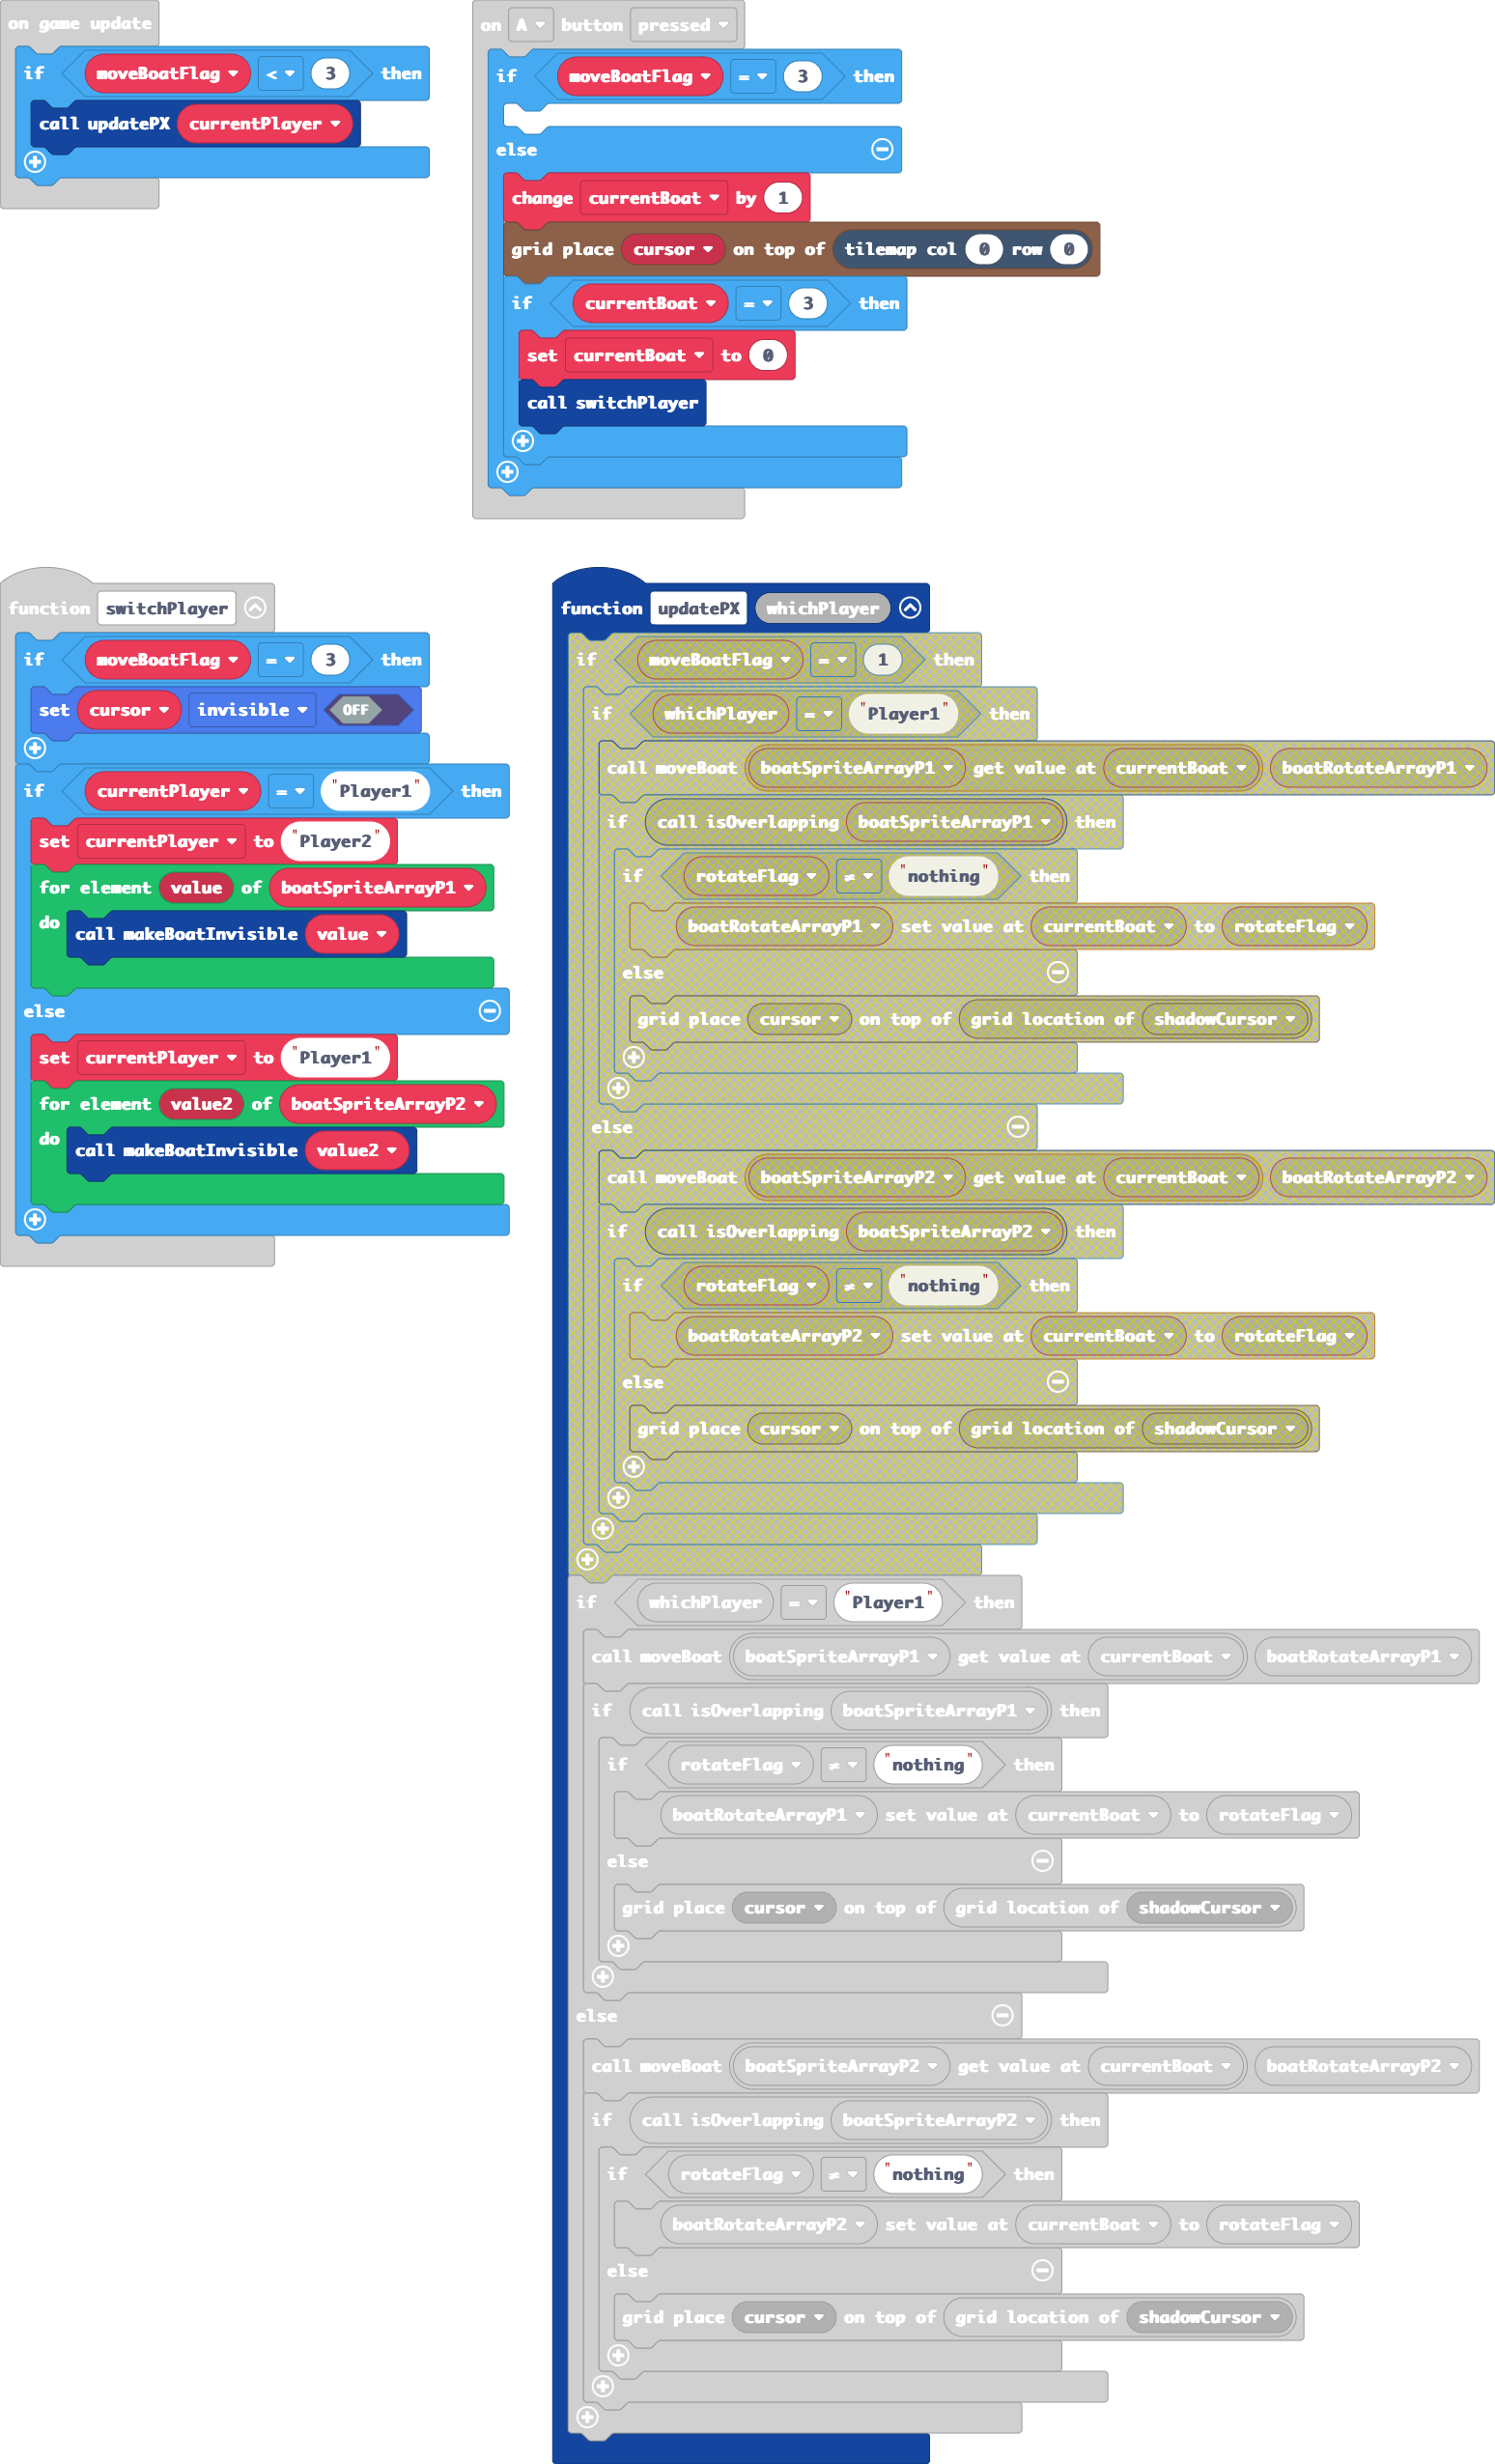 on game update
if moveBoatFlag < 3 then
call updatePX currentPlayer
on A button pressed
if moveBoatFlag = 3 then
else
change currentBoat by 1
grid place cursor on top of tilemap col 0 row 0
if currentBoat = 3 then
set currentBoat to 0
call switchPlayer
function switchPlayer
if moveBoatFlag = 3 then
set cursor invisible OFF
if currentPlayer = "Player1" then
set currentPlayer to "Player2"
for element value of boatSpriteArrayP1
do call makeBoatInvisible value
else
set currentPlayer to "Player1"
for element value2 of boatSpriteArrayP2
do call makeBoatInvisible value2
function updatePX whichPlayer
if moveBoatFlag = 1 then
if whichPlayer = "Player1" then
call moveBoat boatSpriteArrayP1 get value at currentBoat boatRotateArrayP1
if call isOverlapping boatSpriteArrayP1 then
if rotateFlag ≠ "nothing" then
boatRotateArrayP1 set value at currentBoat to rotateFlag
else
grid place cursor on top of grid location of shadowCursor
else
call moveBoat boatSpriteArrayP2 get value at currentBoat boatRotateArrayP2
if call isOverlapping boatSpriteArrayP2 then
if rotateFlag ≠ "nothing" then
boatRotateArrayP2 set value at currentBoat to rotateFlag
else
grid place cursor on top of grid location of shadowCursor
if whichPlayer = "Player1" then
call moveBoat boatSpriteArrayP1 get value at currentBoat boatRotateArrayP1
if call isOverlapping boatSpriteArrayP1 then
if rotateFlag ≠ "nothing" then
boatRotateArrayP1 set value at currentBoat to rotateFlag
else
grid place cursor on top of grid location of shadowCursor
else
call moveBoat boatSpriteArrayP2 get value at currentBoat boatRotateArrayP2
if call isOverlapping boatSpriteArrayP2 then
if rotateFlag ≠ "nothing" then
boatRotateArrayP2 set value at currentBoat to rotateFlag
else
grid place cursor on top of grid location of shadowCursor